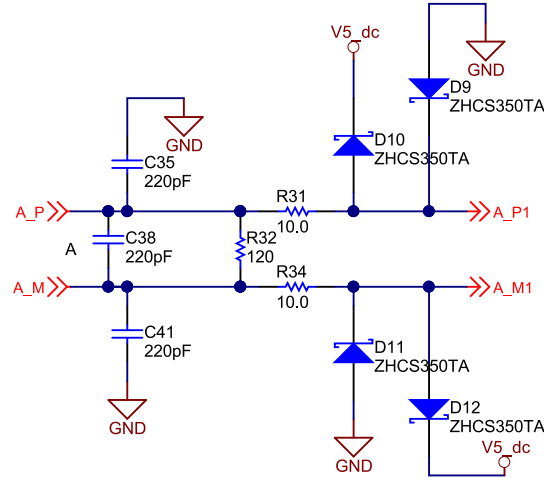 V5_dc
GND
D9
ZHCS350TA
D10
ZHCS350TA
GND
C35
220pF
A_P
R31
10.0
A_P1
A
C38
220pF
R32
120
A_M
R34
10.0
A_M1
C41
220pF
D11
ZHCS350TA
D12
ZHCS350TA
GND
GND
V5_dc